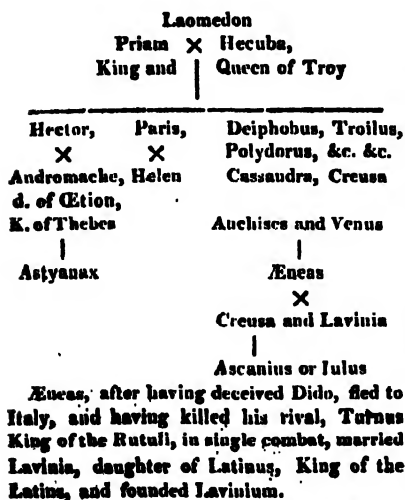 Laomedon
Priam × Hecuba,
King and Queen of Troy
Hector, Paris, Deiphobus, Troilus,
× × Polydorus, &c. &c.
Andromache, Helen Cassaudra, Creusa
d. of Œtion,
K. of Thebes Auchises and Venus
Astyanax Æneas
×
Creusa and Lavinia
Ascanius or Iulus
Æneas, after having deceived Dido, fled to
Italy, and having killed his rival, Turnus
King of the Rutuli, in single combat, married
Lavinia, daughter of Latinus, King of the
Latins, and founded Lavinium.